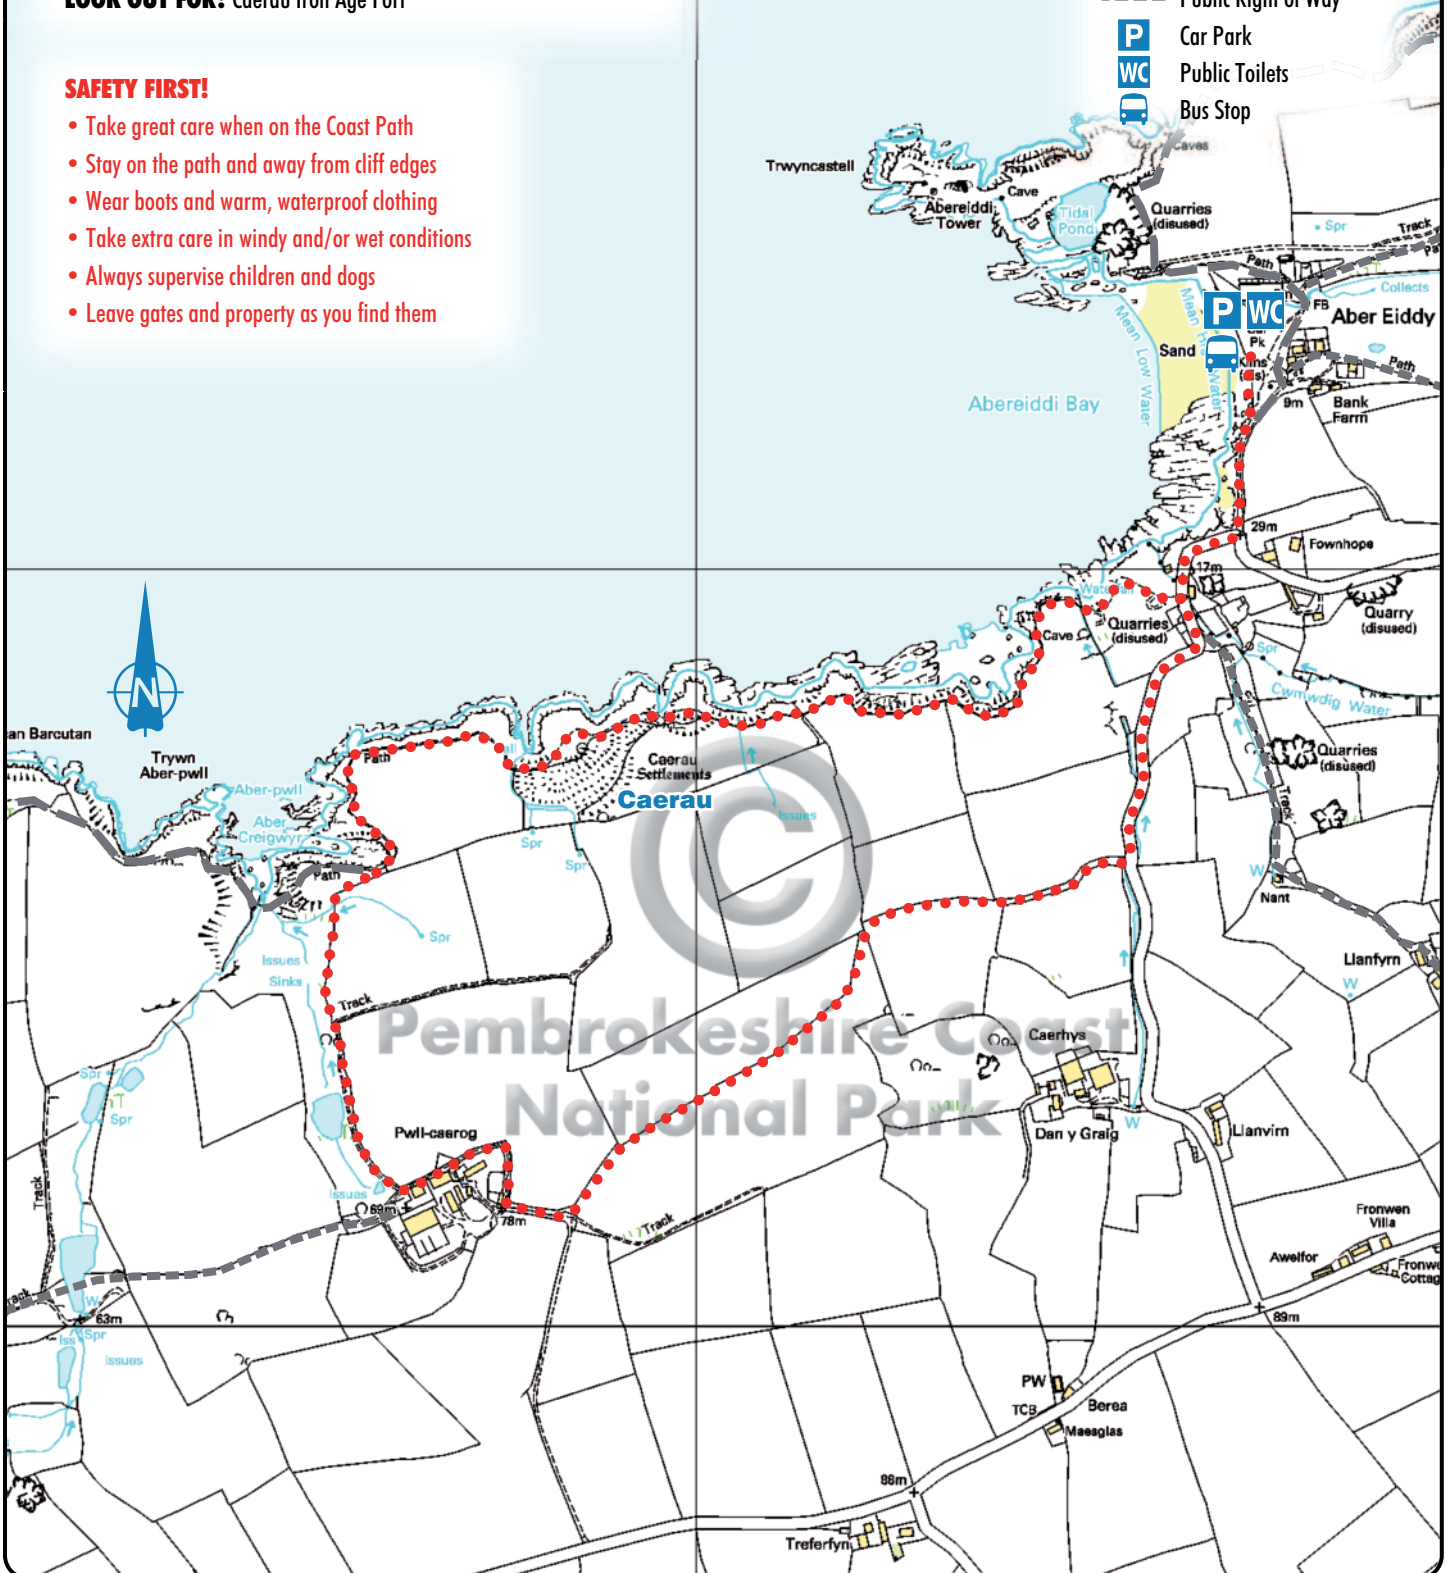 LOOK OUT FOR! Caerau Iron Age Fort
SAFETY FIRST!
• Take great care when on the Coast Path
• Stay on the path and away from cliff edges
• Wear boots and warm, waterproof clothing
• Take extra care in windy and/or wet conditions
• Always supervise children and dogs
• Leave gates and property as you find them
Public Right of Way
P Car Park
WC Public Toilets
Bus Stop
Caves
Trwyncastell
Cave
Abereiddi
Tower
Tidal
Pond
Quarries
(disused)
Spr
Track
Path
Collects
FB
Aber Eiddy
P WC
Pk
Mean Low Water
Sand
Path
9m
Bank
Farm
Abereiddi Bay
29m
Fownhope
17m
Quarries
(disused)
Cave
Quarry
(disused)
Spr
Cwmwdig Water
N
an Barcutan
Trywn
Aber-pwll
Path
Aber-pwll
Aber
Creigwyr
Path
Caerau
Settlements
Caerau
Issues
Spr
Spr
Quarries
(disused)
Track
W
Nant
Llanfyrn
W
Spr
Issues
Sinks
Track
©
Pembrokeshire Coast
National Park
Caerhys
Dan y Graig
W
Llanvirn
Spr
Spr
Track
Pwll-caerog
Issues
69m
78m
Track
Fronwen
Villa
Awelfor
Fronwe
Cottag
89m
W
63m
Iss
Spr
Issues
PW
TCB
Berea
Maesglas
88m
Treferfyn